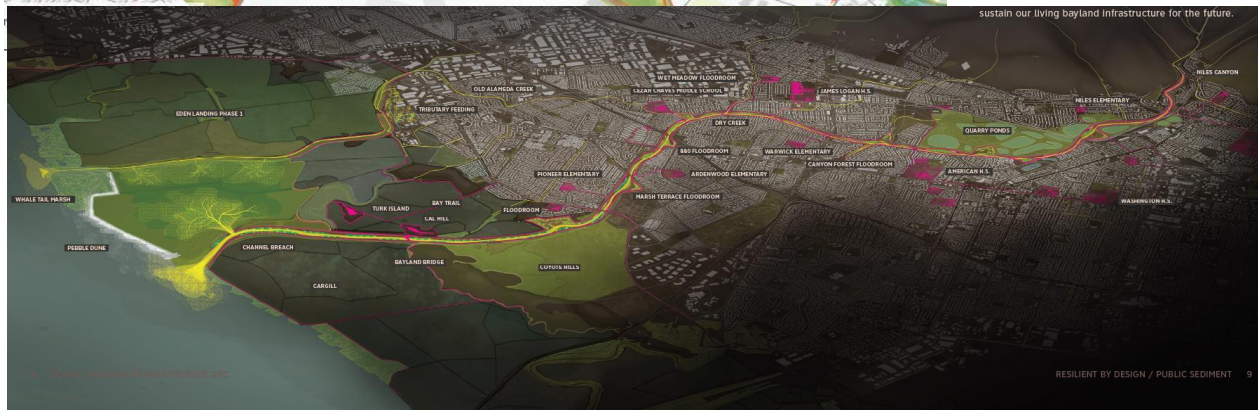 sustain our living bayland infrastructure for the future.
NILES CANYON
WET MEADOW FLOODROOM
CEZAR CHAVES MIDDLE SCHOOL
JAMES LOGAN H.S.
OLD ALAMEDA CREEK
NILES ELEMENTARY
TRIBUTARY FEEDING
EDEN LANDING PHASE 1
DRY CREEK
QUARRY PONDS
B&O FLOODROOM
WARWICK ELEMENTARY
CANYON FOREST FLOODROOM
PIONEER ELEMENTARY
ARDENWOOD ELEMENTARY
AMERICAN H.S.
WHALE TAIL MARSH
MARSH TERRACE FLOODROOM
WASHINGTON H.S.
BAY TRAIL
TURK ISLAND
FLOODROOM
CAL HILL
PEBBLE DUNE
CHANNEL BREACH
BAYLAND BRIDGE
COYOTE HILLS
CARGILL
RESILIENT BY DESIGN / PUBLIC SEDIMENT 9